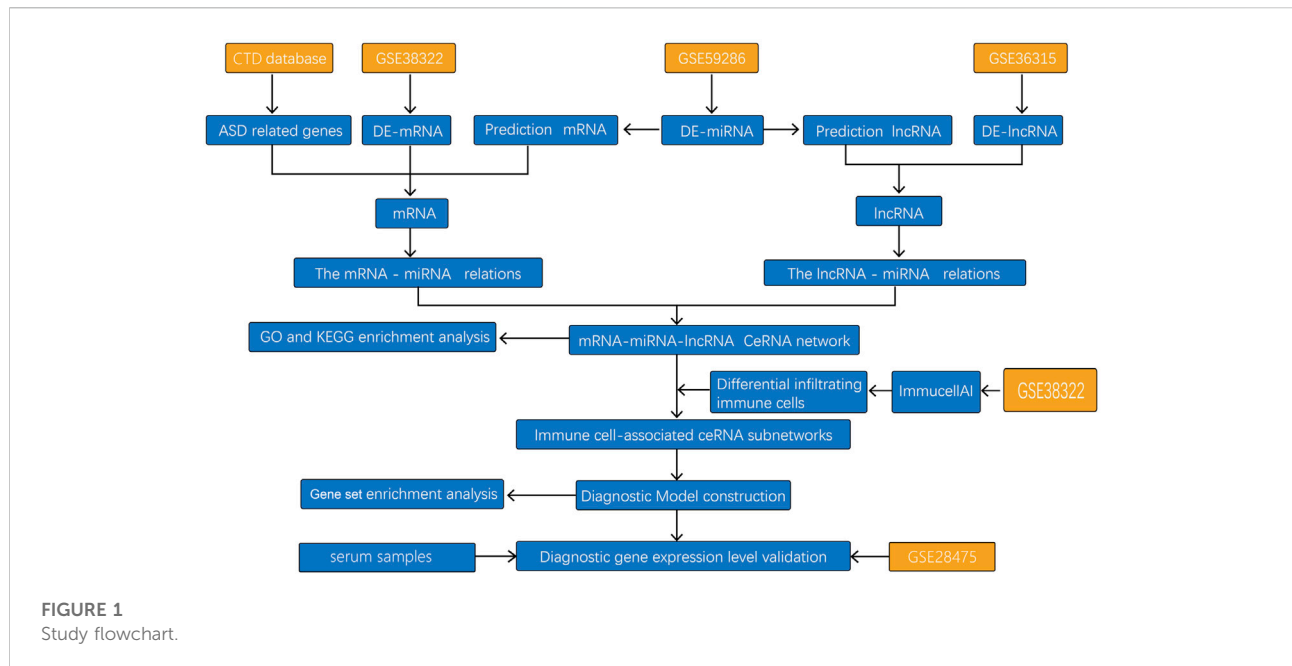 CTD database
GSE38322
GSE59286
GSE36315
ASD related genes
DE-mRNA
Prediction mRNA
DE-miRNA
Prediction lncRNA
DE-lncRNA
mRNA
lncRNA
The mRNA - miRNA relations
The lncRNA - miRNA relations
GO and KEGG enrichment analysis
mRNA-miRNA-lncRNA CeRNA network
Differential infiltrating
immune cells
ImmucellAI
GSE38322
Immune cell-associated ceRNA subnetworks
Gene set enrichment analysis
Diagnostic Model construction
serum samples
Diagnostic gene expression level validation
GSE28475
FIGURE 1
Study flowchart.